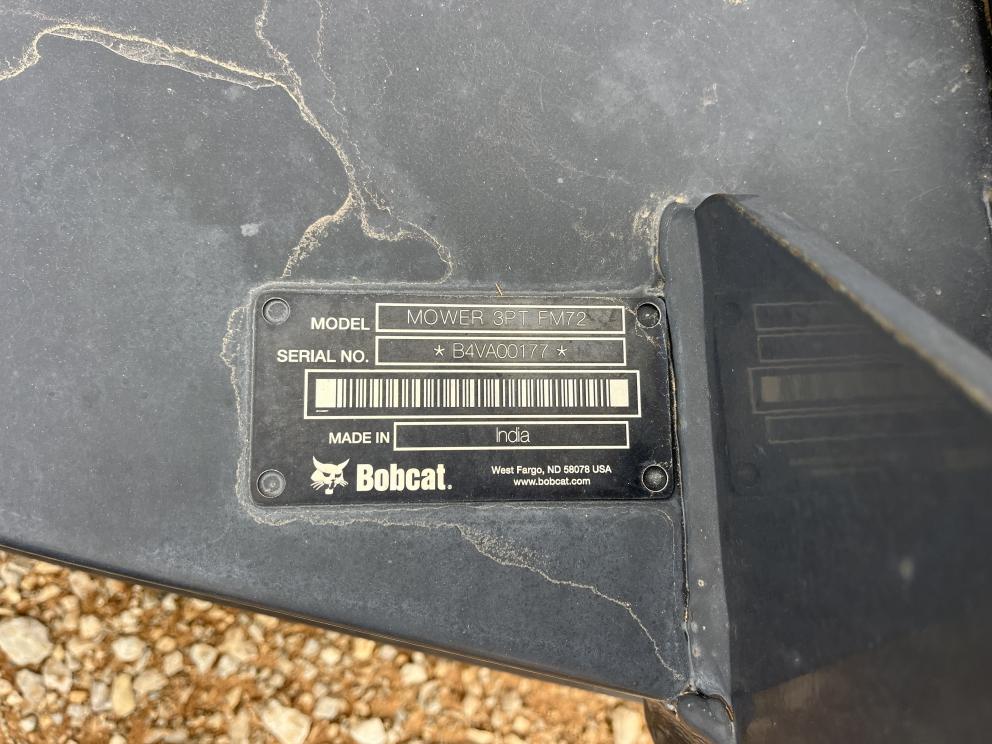 MODEL MOWER 3PT FM72
SERIAL NO. * B4VA00177 *
MADE IN India
Bobcat.
West Fargo, ND 58078 USA
www.bobcat.com